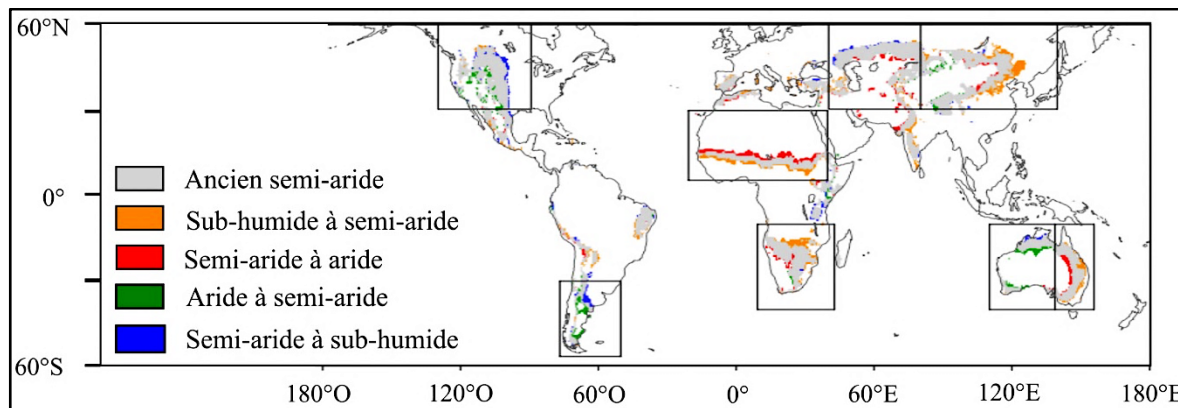 60°N
0°
60°S
Ancien semi-aride
Sub-humide à semi-aride
Semi-aride à aride
Aride à semi-aride
Semi-aride à sub-humide
180°O 120°O 60°O 0° 60°E 120°E 180°E